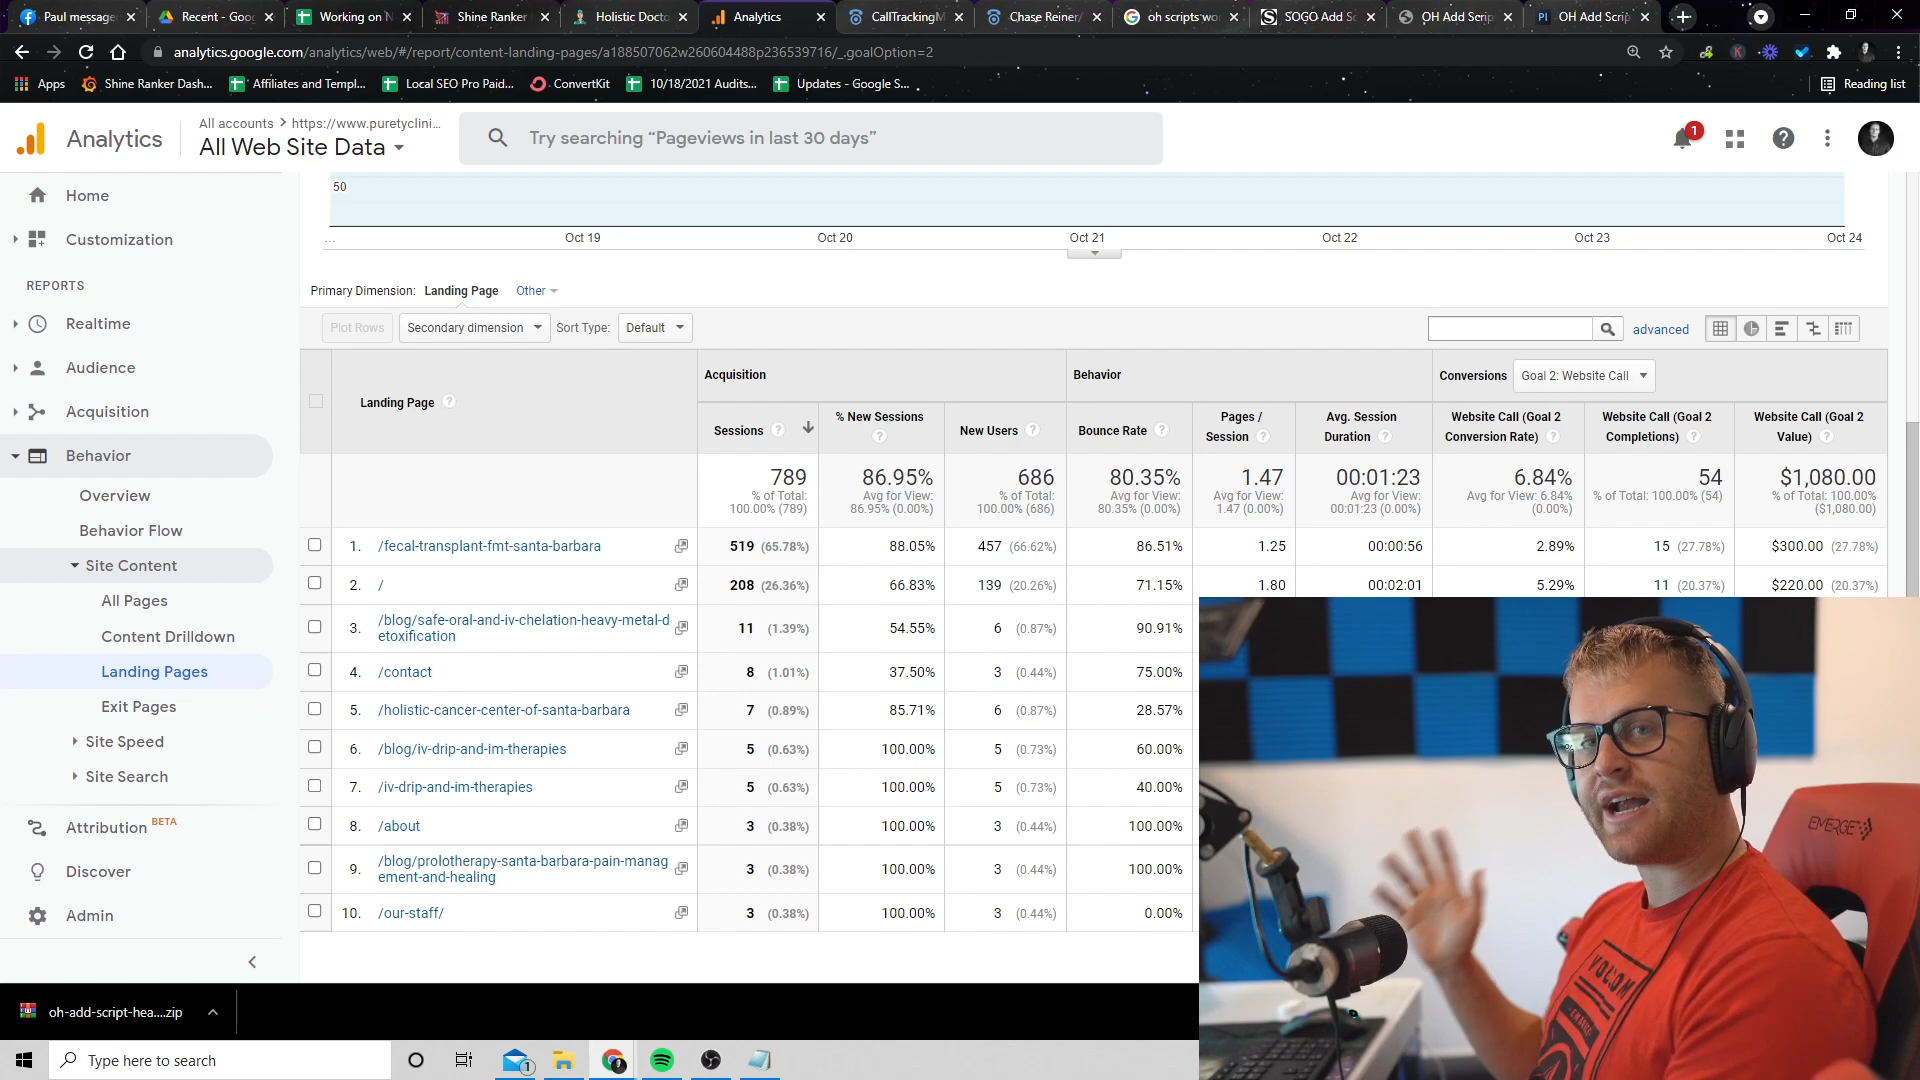 Paul message
Recent - Goog
Working on N
Shine Ranker
Holistic Docto
Analytics
CallTrackingM
Chase Reiner/
oh scripts wor
SOGO Add Sc
OH Add Scrip
OH Add Scrip
analytics.google.com/analytics/web/#/report/content-landing-pages/a188507062w260604488p236539716/_.goalOption=2
Apps
Shine Ranker Dash...
Affiliates and Templ...
Local SEO Pro Paid...
ConvertKit
10/18/2021 Audits...
Updates - Google S...
Reading list
Analytics
All accounts > https://www.puretyclini...
All Web Site Data
Try searching “Pageviews in last 30 days”
1
Home
Customization
REPORTS
Realtime
Audience
Acquisition
Behavior
Overview
Behavior Flow
Site Content
All Pages
Content Drilldown
Landing Pages
Exit Pages
Site Speed
Site Search
Attribution BETA
Discover
Admin
50
...
Oct 19
Oct 20
Oct 21
Oct 22
Oct 23
Oct 24
Primary Dimension: Landing Page Other
Plot Rows
Secondary dimension
Sort Type: Default
advanced
Landing Page
Acquisition
Behavior
Conversions Goal 2: Website Call
Sessions
% New Sessions
New Users
Bounce Rate
Pages / Session
Avg. Session Duration
Website Call (Goal 2 Conversion Rate)
Website Call (Goal 2 Completions)
Website Call (Goal 2 Value)
789 % of Total: 100.00% (789)
86.95% Avg for View: 86.95% (0.00%)
686 % of Total: 100.00% (686)
80.35% Avg for View: 80.35% (0.00%)
1.47 Avg for View: 1.47 (0.00%)
00:01:23 Avg for View: 00:01:23 (0.00%)
6.84% Avg for View: 6.84% (0.00%)
54 % of Total: 100.00% (54)
$1,080.00 % of Total: 100.00% ($1,080.00)
1. /fecal-transplant-fmt-santa-barbara 519 (65.78%) 88.05% 457 (66.62%) 86.51% 1.25 00:00:56 2.89% 15 (27.78%) $300.00 (27.78%)
2. / 208 (26.36%) 66.83% 139 (20.26%) 71.15% 1.80 00:02:01 5.29% 11 (20.37%) $220.00 (20.37%)
3. /blog/safe-oral-and-iv-chelation-heavy-metal-d
etoxification 11 (1.39%) 54.55% 6 (0.87%) 90.91%
4. /contact 8 (1.01%) 37.50% 3 (0.44%) 75.00%
5. /holistic-cancer-center-of-santa-barbara 7 (0.89%) 85.71% 6 (0.87%) 28.57%
6. /blog/iv-drip-and-im-therapies 5 (0.63%) 100.00% 5 (0.73%) 60.00%
7. /iv-drip-and-im-therapies 5 (0.63%) 100.00% 5 (0.73%) 40.00%
8. /about 3 (0.38%) 100.00% 3 (0.44%) 100.00%
9. /blog/prolotherapy-santa-barbara-pain-manag
ement-and-healing 3 (0.38%) 100.00% 3 (0.44%) 100.00%
10. /our-staff/ 3 (0.38%) 100.00% 3 (0.44%) 0.00%
EMERGE
VOLCOM
oh-add-script-hea....zip
Type here to search
1